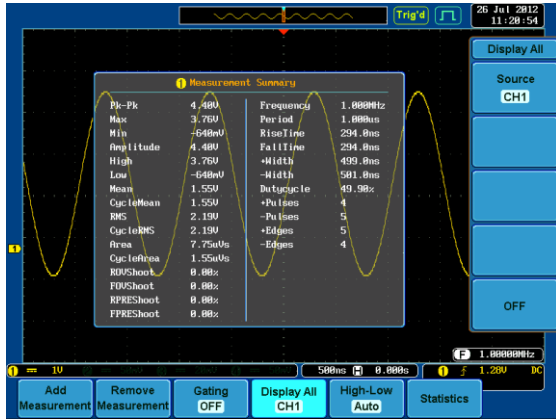 Trig'd
26 Jul 2012
11:20:54
Display All
Source
CH1
OFF
1 Measurement Summary
Pk-Pk 4.40V
Max 3.76V
Min -640mV
Amplitude 4.40V
High 3.76V
Low -640mV
Mean 1.55V
CycleMean 1.55V
RMS 2.19V
CycleRMS 2.19V
Area 7.75uVs
CycleArea 1.55uVs
ROVShoot 0.00%
FOVShoot 0.00%
RPREShoot 0.00%
FPREShoot 0.00%
Frequency 1.000MHz
Period 1.000us
RiseTime 294.0ns
FallTime 294.0ns
+Width 499.0ns
-Width 501.0ns
Dutycycle 49.90%
+Pulses 4
-Pulses 5
+Edges 5
-Edges 4
1
F 1.00000MHz
1 1V
500ns H 0.000s
1 1.28V DC
Add Measurement
Remove Measurement
Gating
OFF
Display All
CH1
High-Low
Auto
Statistics